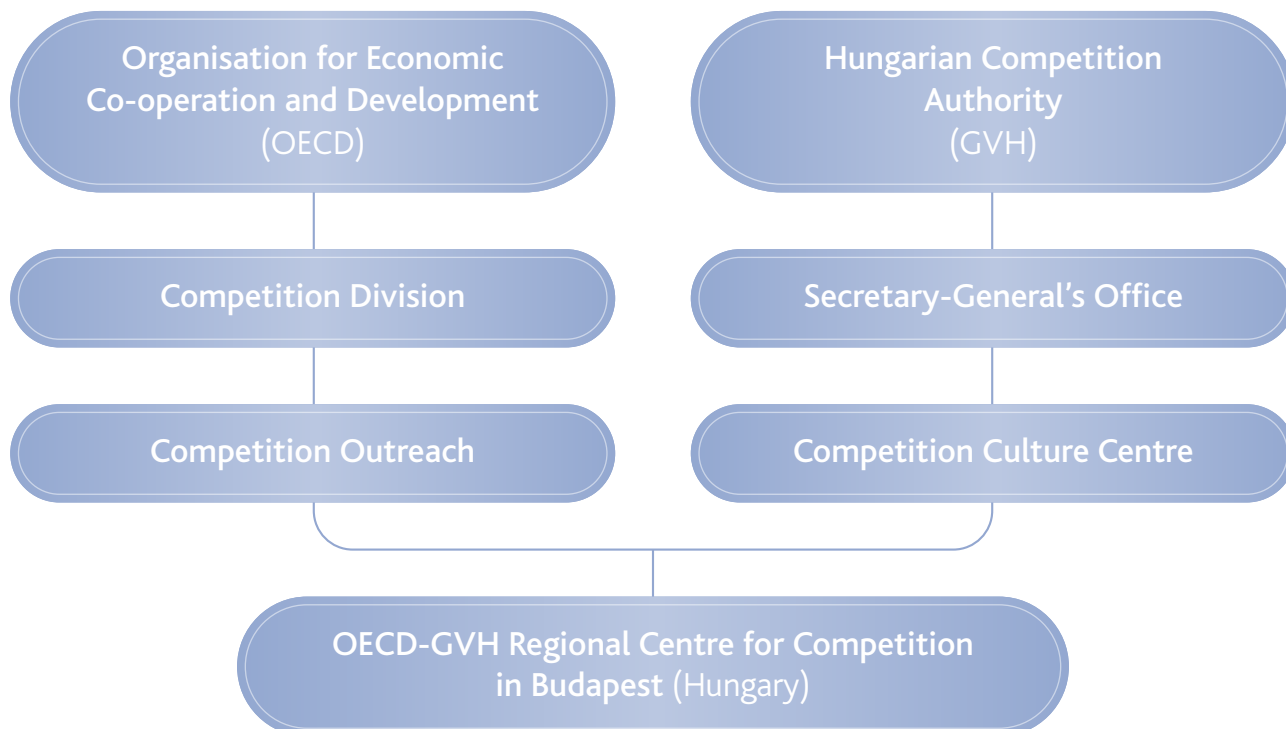 Organisation for Economic
Co-operation and Development
(OECD)
Hungarian Competition
Authority
(GVH)
Competition Division
Secretary-General's Office
Competition Outreach
Competition Culture Centre
OECD-GVH Regional Centre for Competition
in Budapest (Hungary)